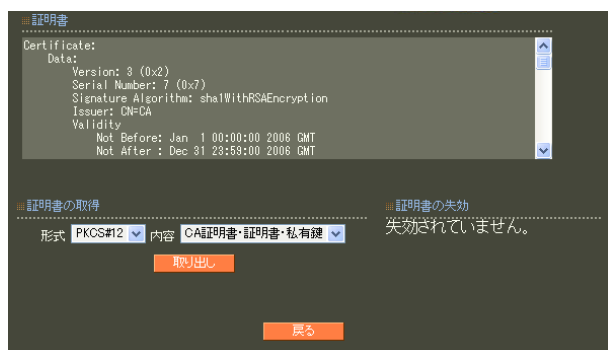 証明書
Certificate:
Data:
Version: 3 (0x2)
Serial Number: 7 (0x7)
Signature Algorithm: sha1WithRSAEncryption
Issuer: CN=CA
Validity
Not Before: Jan 1 00:00:00 2006 GMT
Not After : Dec 31 23:59:00 2006 GMT
証明書の取得
形式 PKCS#12 内容 CA証明書・証明書・私有鍵
取り出し
証明書の失効
失効されていません。
戻る